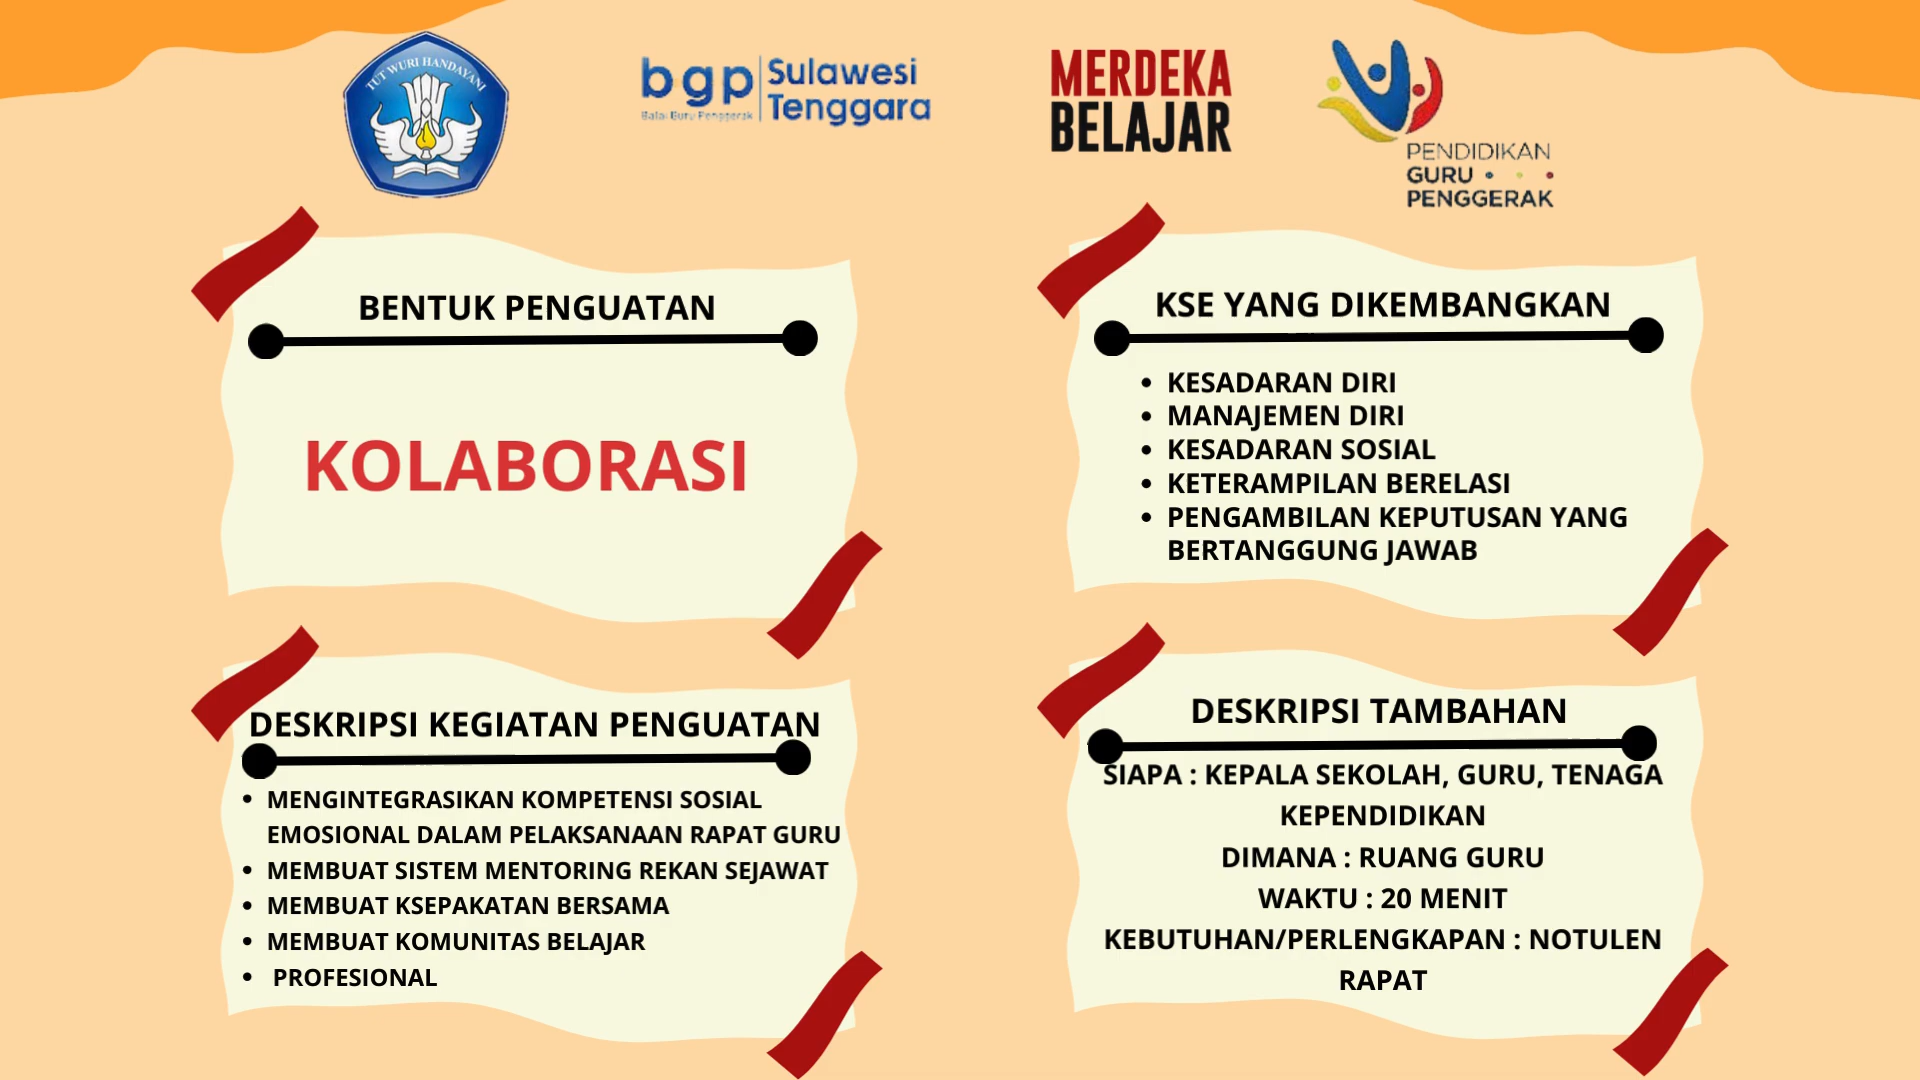 TUT WURI HANDAYANI
bgp
Balai Guru Penggerak
Sulawesi
Tenggara
MERDEKA
BELAJAR
PENDIDIKAN
GURU
PENGGERAK
BENTUK PENGUATAN
KOLABORASI
KSE YANG DIKEMBANGKAN
• KESADARAN DIRI
• MANAJEMEN DIRI
• KESADARAN SOSIAL
• KETERAMPILAN BERELASI
• PENGAMBILAN KEPUTUSAN YANG
BERTANGGUNG JAWAB
DESKRIPSI KEGIATAN PENGUATAN
• MENGINTEGRASIKAN KOMPETENSI SOSIAL
EMOSIONAL DALAM PELAKSANAAN RAPAT GURU
• MEMBUAT SISTEM MENTORING REKAN SEJAWAT
• MEMBUAT KSEPAKATAN BERSAMA
• MEMBUAT KOMUNITAS BELAJAR
• PROFESIONAL
DESKRIPSI TAMBAHAN
SIAPA : KEPALA SEKOLAH, GURU, TENAGA
KEPENDIDIKAN
DIMANA : RUANG GURU
WAKTU : 20 MENIT
KEBUTUHAN/PERLENGKAPAN : NOTULEN
RAPAT